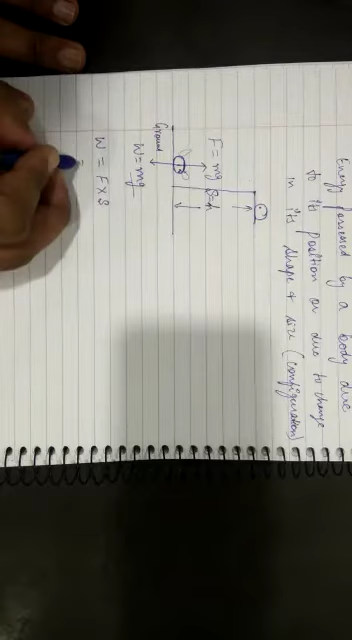 Energy possessed by a body due
to its position or due to change
in its shape & size (configuration)
F = mg
S=h
Ground
W = mg
W = F x S
=